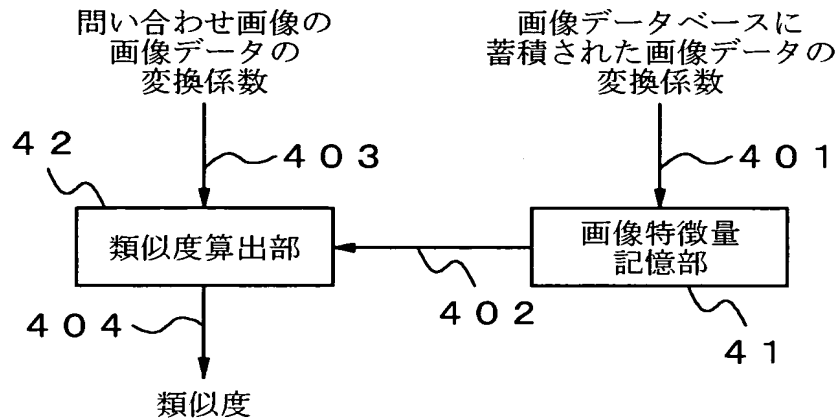 問い合わせ画像の
画像データの
変換係数
画像データベースに
蓄積された画像データの
変換係数
42
403
401
類似度算出部
画像特徴量
記憶部
404
402
41
類似度